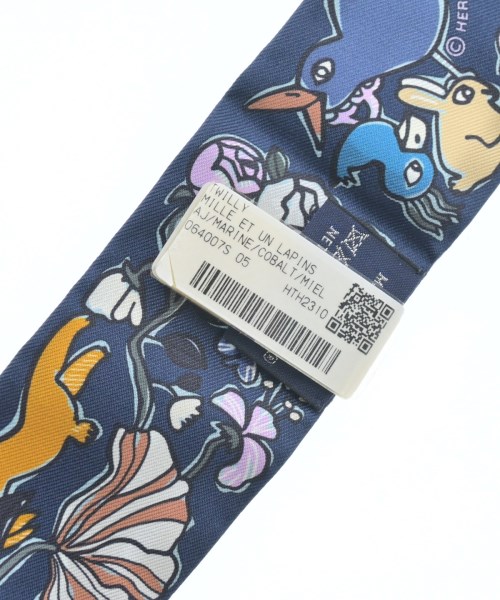 © HER
TWILLY
MILLE ET UN LAPINS
AJ/MARINE/COBALT/MIEL
064007S 05
HTH2310